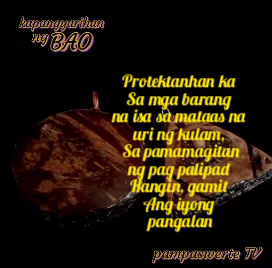 kapangyarihan
ng
BAO
Protektanhan ka
Sa mga barang
na isa sa mataas na
uri ng kulam,
Sa pamamagitan
ng pag palipad
Hangin, gamit
Ang iyong
pangalan
pampaswerte TV